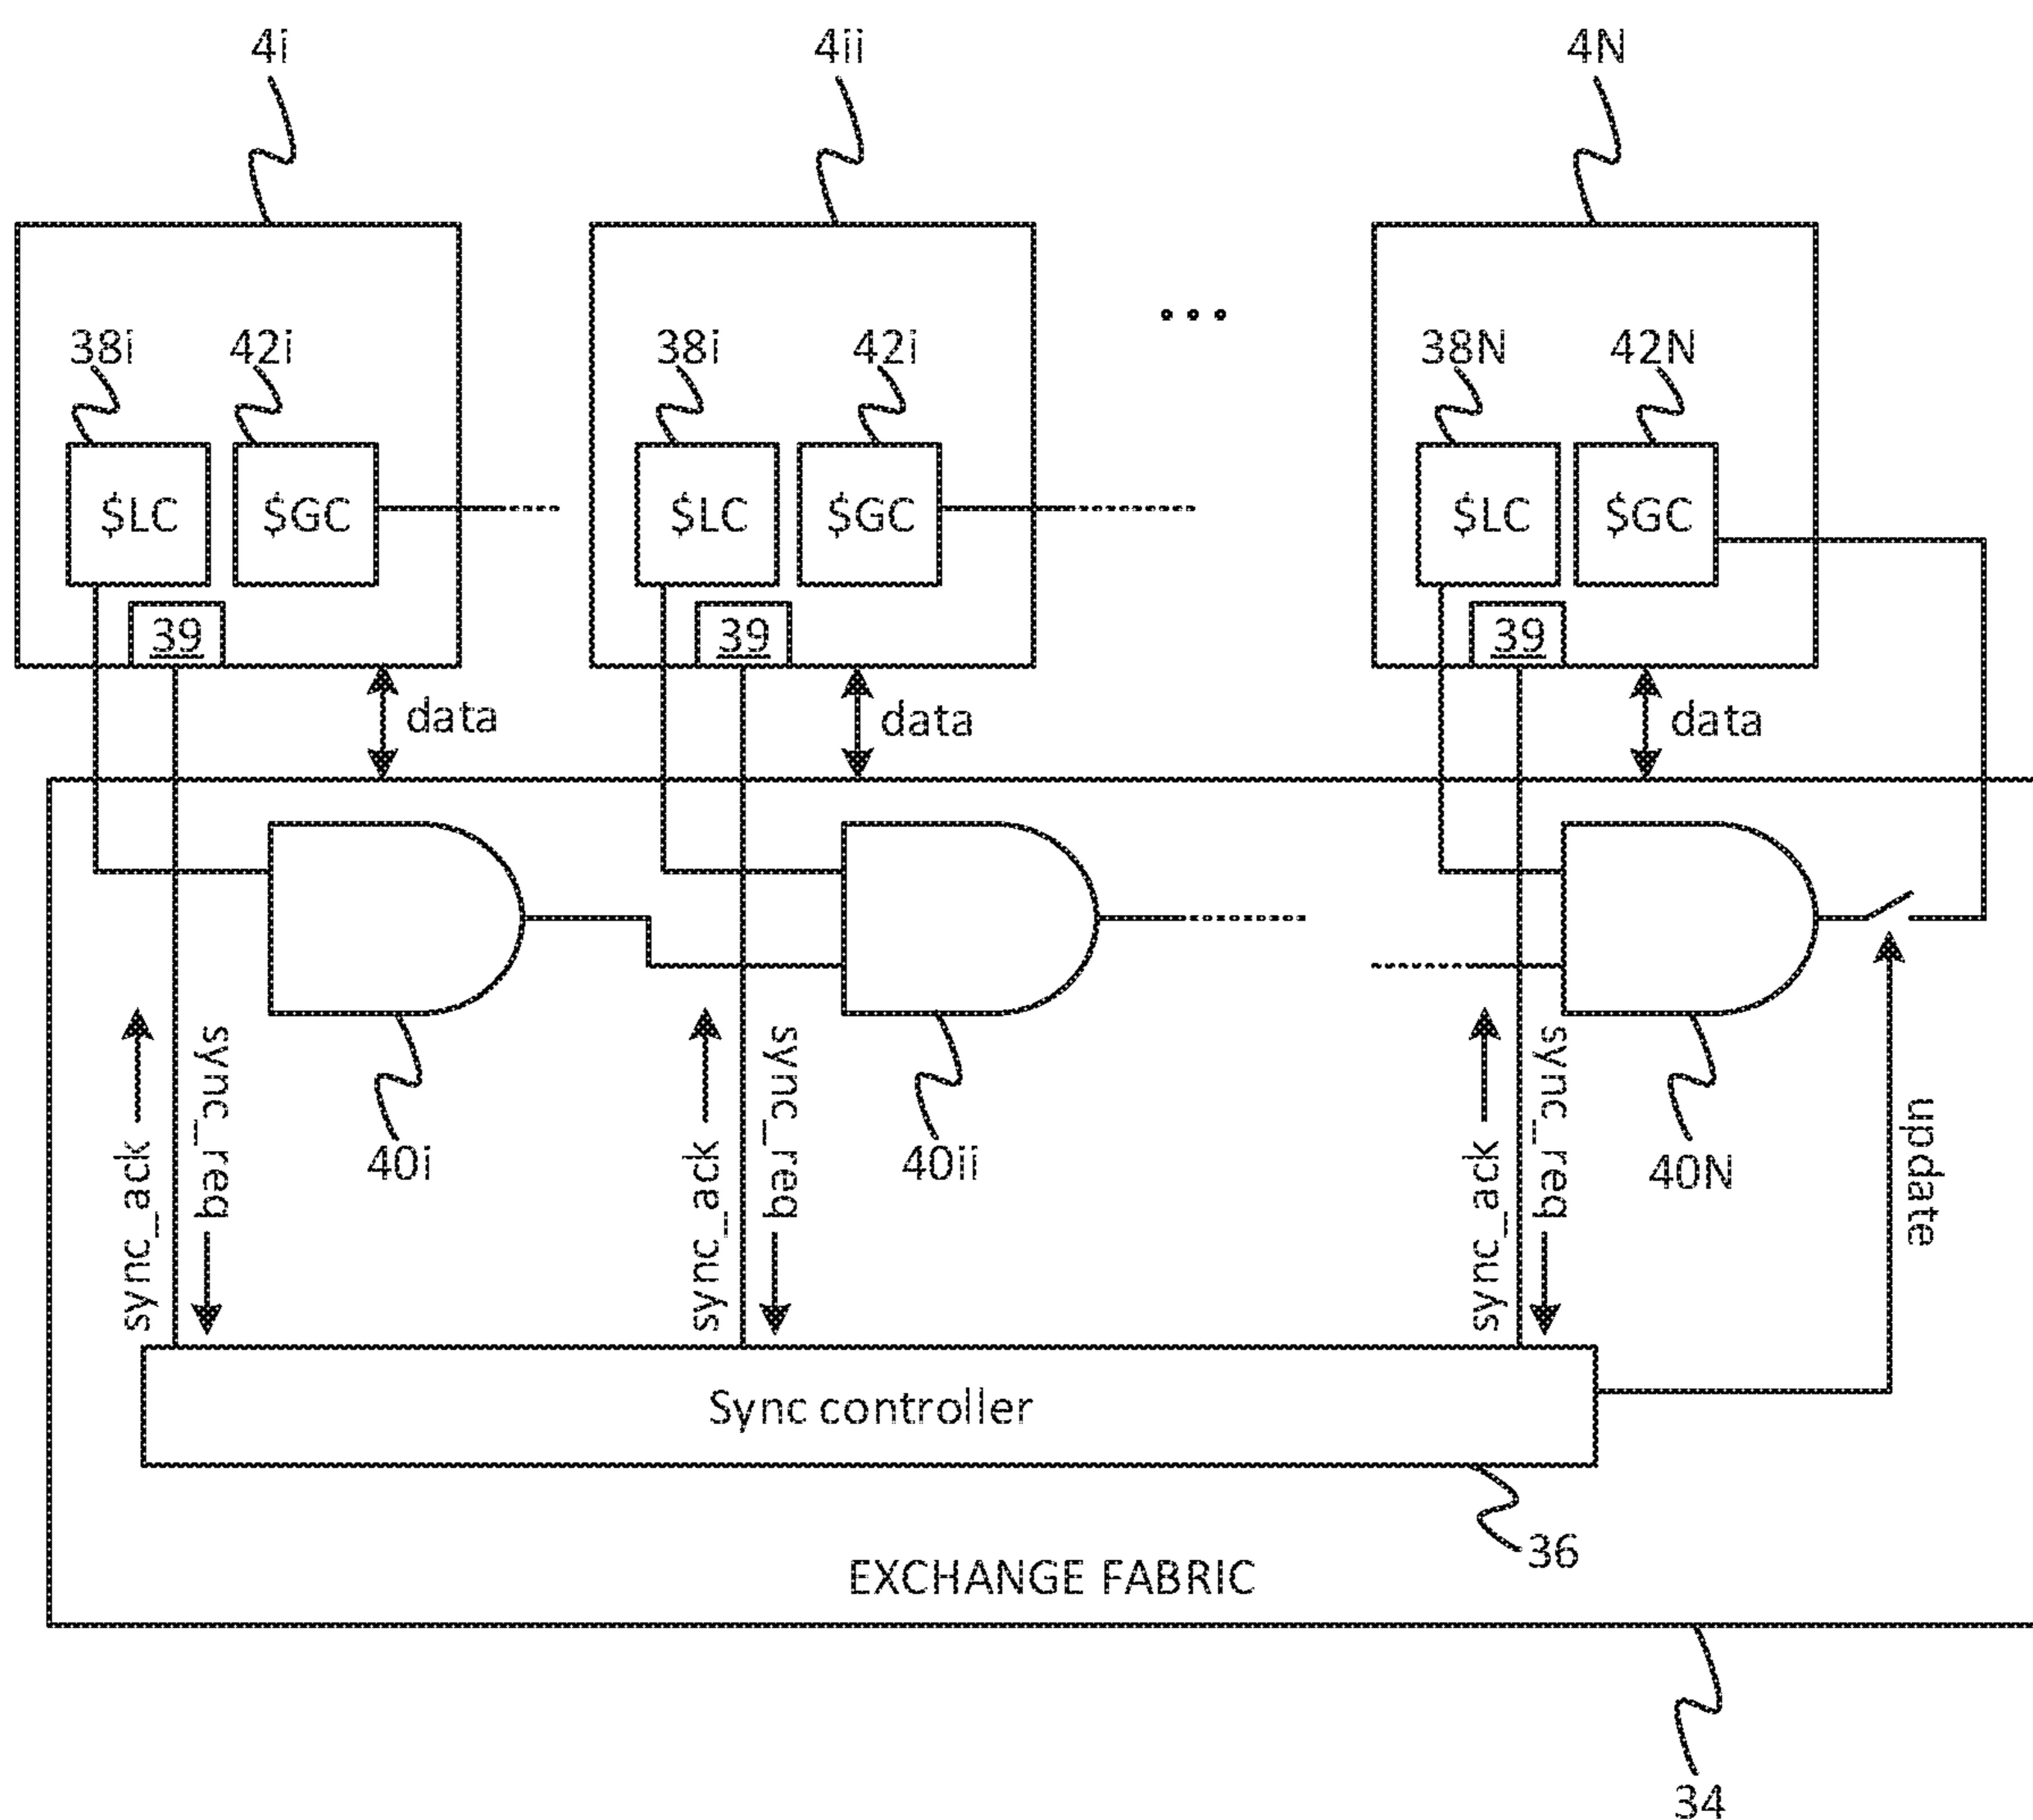 4i 4ii 4N
38i 42i 38i 42i 38N 42N
$LC $GC $LC $GC $LC $GC
39 39 39
data data data
40i 40ii 40N
sync_ack sync_req sync_ack sync_req sync_ack sync_req update
Sync controller
36
EXCHANGE FABRIC
34